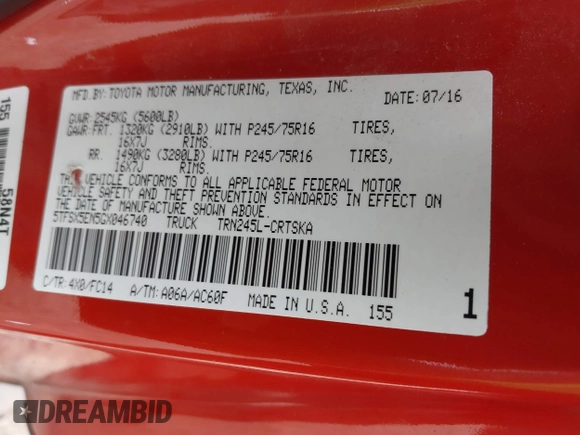 MFD.BY:TOYOTA MOTOR MANUFACTURING, TEXAS, INC.
DATE:07/16
GVWR:2545KG (5600LB)
GAWR:FRT. 1320KG (2910LB) WITH P245/75R16 TIRES,
16X7J RIMS.
RR. 1490KG (3280LB) WITH P245/75R16 TIRES,
16X7J RIMS.
THIS VEHICLE CONFORMS TO ALL APPLICABLE FEDERAL MOTOR
VEHICLE SAFETY AND THEFT PREVENTION STANDARDS IN EFFECT ON THE
DATE OF MANUFACTURE SHOWN ABOVE.
5TFSX5EN5GX046740 TRUCK TRN245L-CRTSKA
C/TR:4X0/FC14 A/TM:A06A/AC60F MADE IN U.S.A. 155
1
155
58N4T
DREAMBID